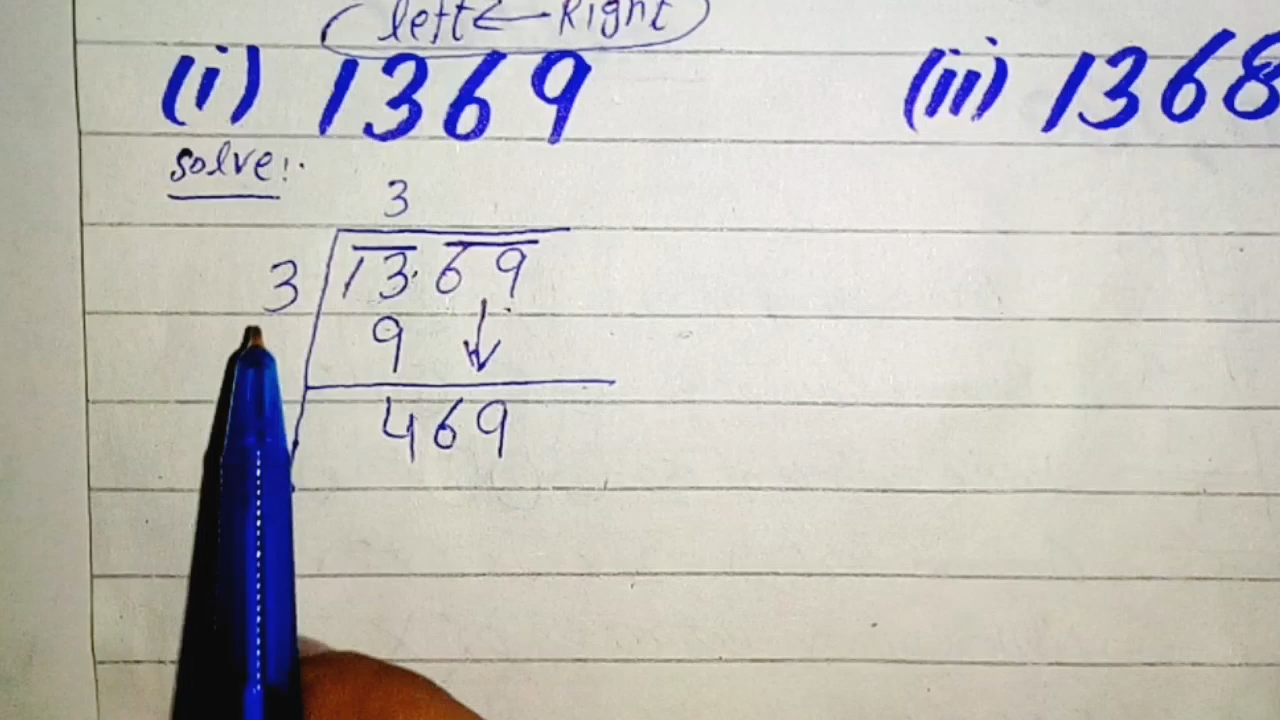 left ← Right
(i) 1369 (ii) 1368
solve:
3
3 13.69
9
469